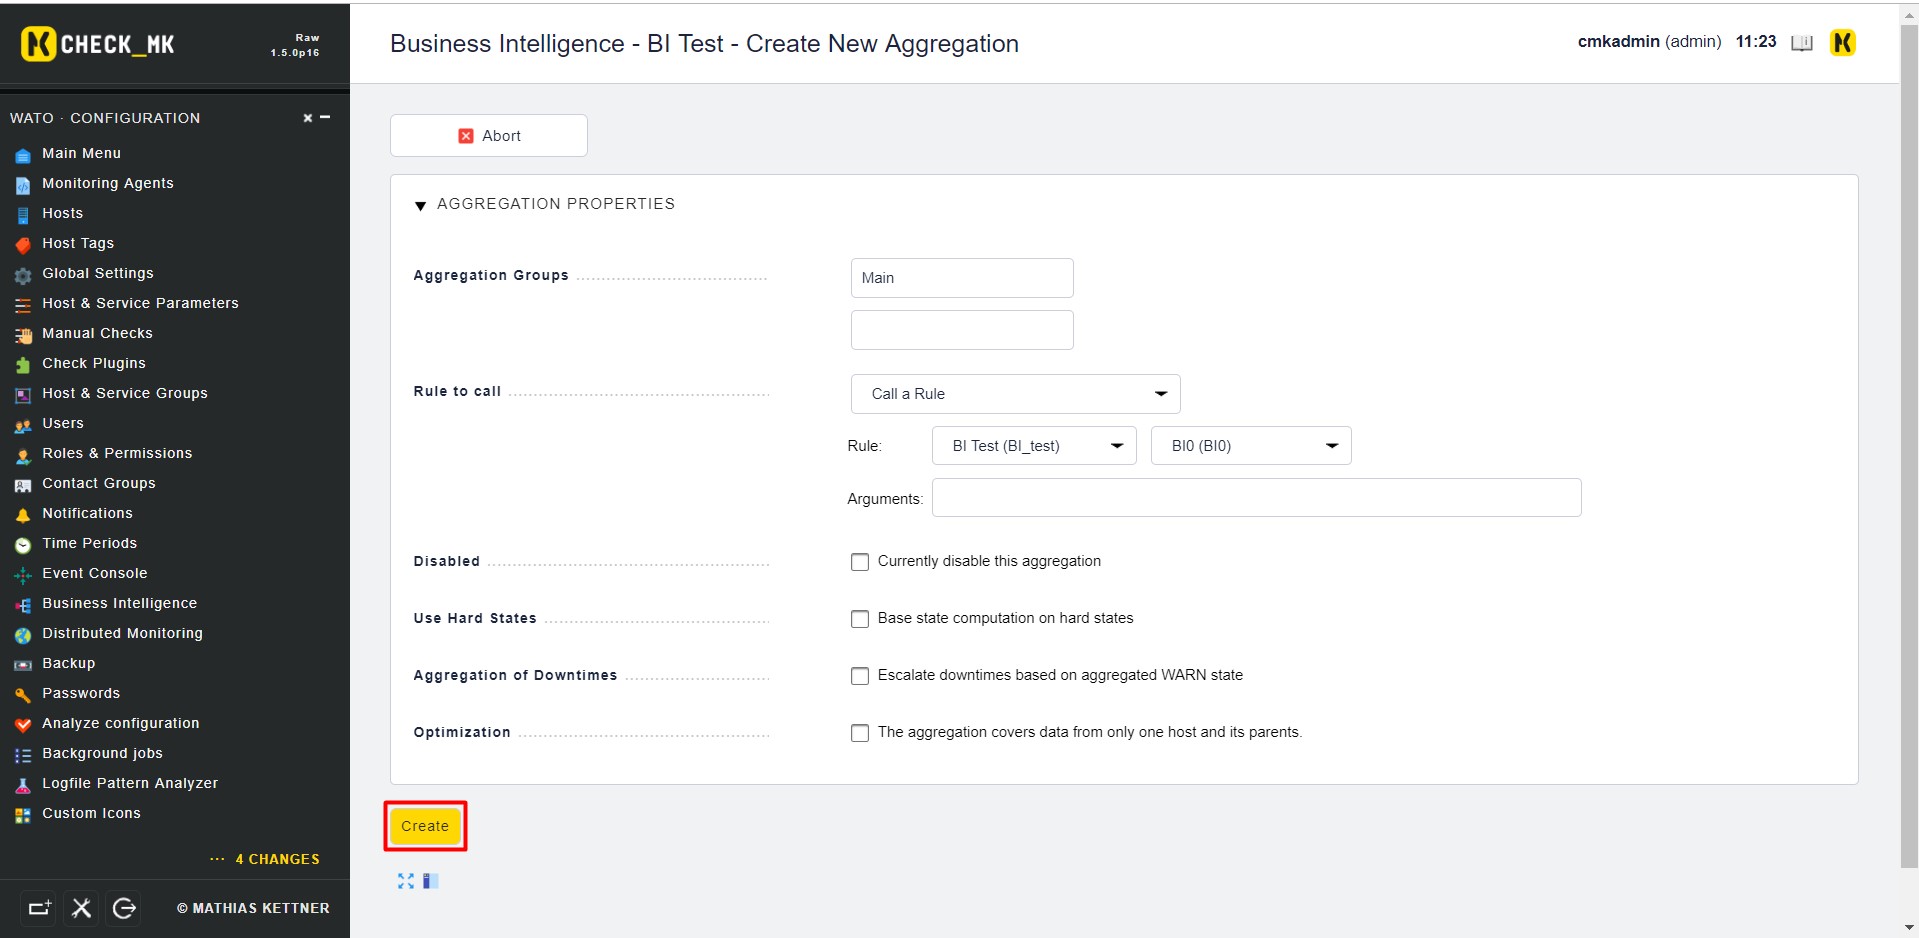 CHECK_MK
Raw
1.5.0p16
Business Intelligence - BI Test - Create New Aggregation
cmkadmin (admin) 11:23
WATO · CONFIGURATION
Main Menu
Monitoring Agents
Hosts
Host Tags
Global Settings
Host & Service Parameters
Manual Checks
Check Plugins
Host & Service Groups
Users
Roles & Permissions
Contact Groups
Notifications
Time Periods
Event Console
Business Intelligence
Distributed Monitoring
Backup
Passwords
Analyze configuration
Background jobs
Logfile Pattern Analyzer
Custom Icons
··· 4 CHANGES
© MATHIAS KETTNER
Abort
AGGREGATION PROPERTIES
Aggregation Groups
Main
Rule to call
Call a Rule
Rule: BI Test (BI_test) BI0 (BI0)
Arguments:
Disabled Currently disable this aggregation
Use Hard States Base state computation on hard states
Aggregation of Downtimes Escalate downtimes based on aggregated WARN state
Optimization The aggregation covers data from only one host and its parents.
Create